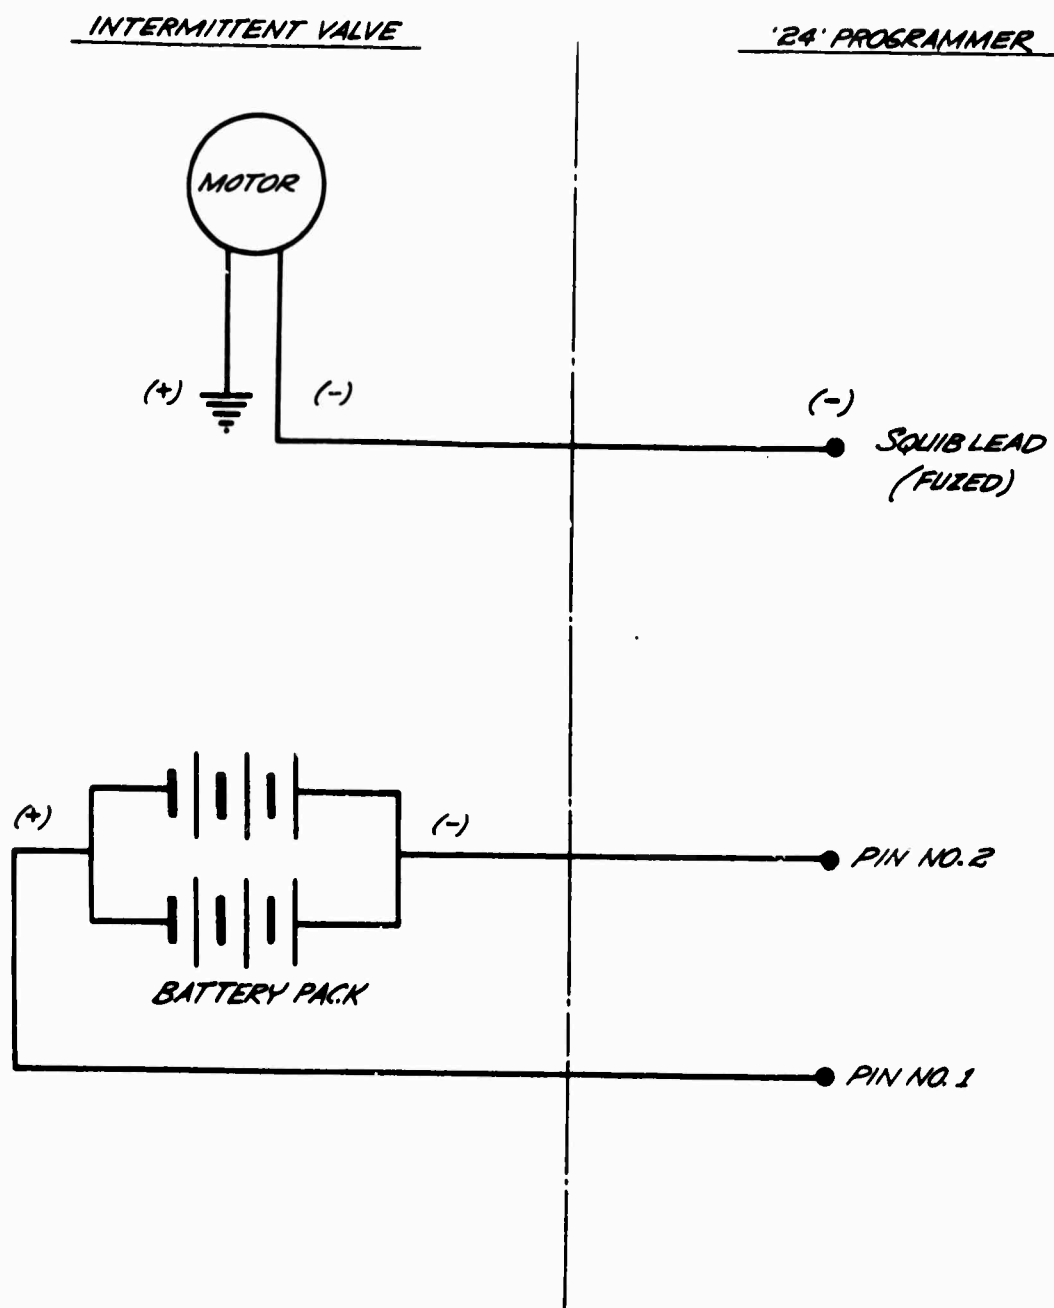 INTERMITTENT VALVE
'24' PROGRAMMER
MOTOR
(+)
(-)
(-)
SQUIB LEAD
(FUZED)
(+)
(-)
PIN NO. 2
BATTERY PACK
PIN NO. 1